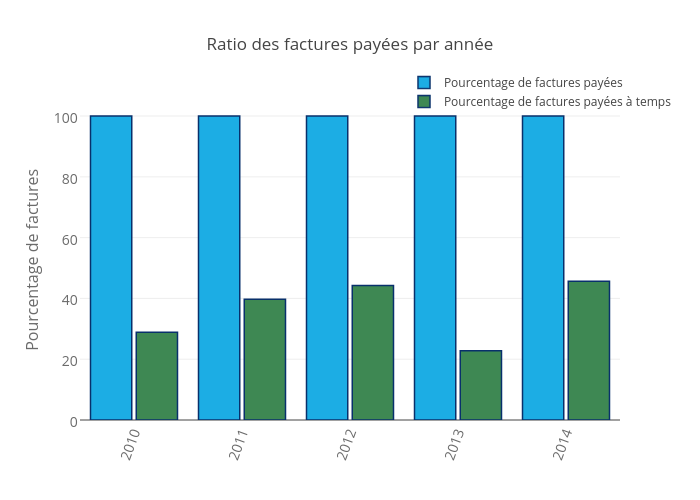 Ratio des factures payées par année
Pourcentage de factures payées
Pourcentage de factures payées à temps
Pourcentage de factures
100
80
60
40
20
0
2010
2011
2012
2013
2014